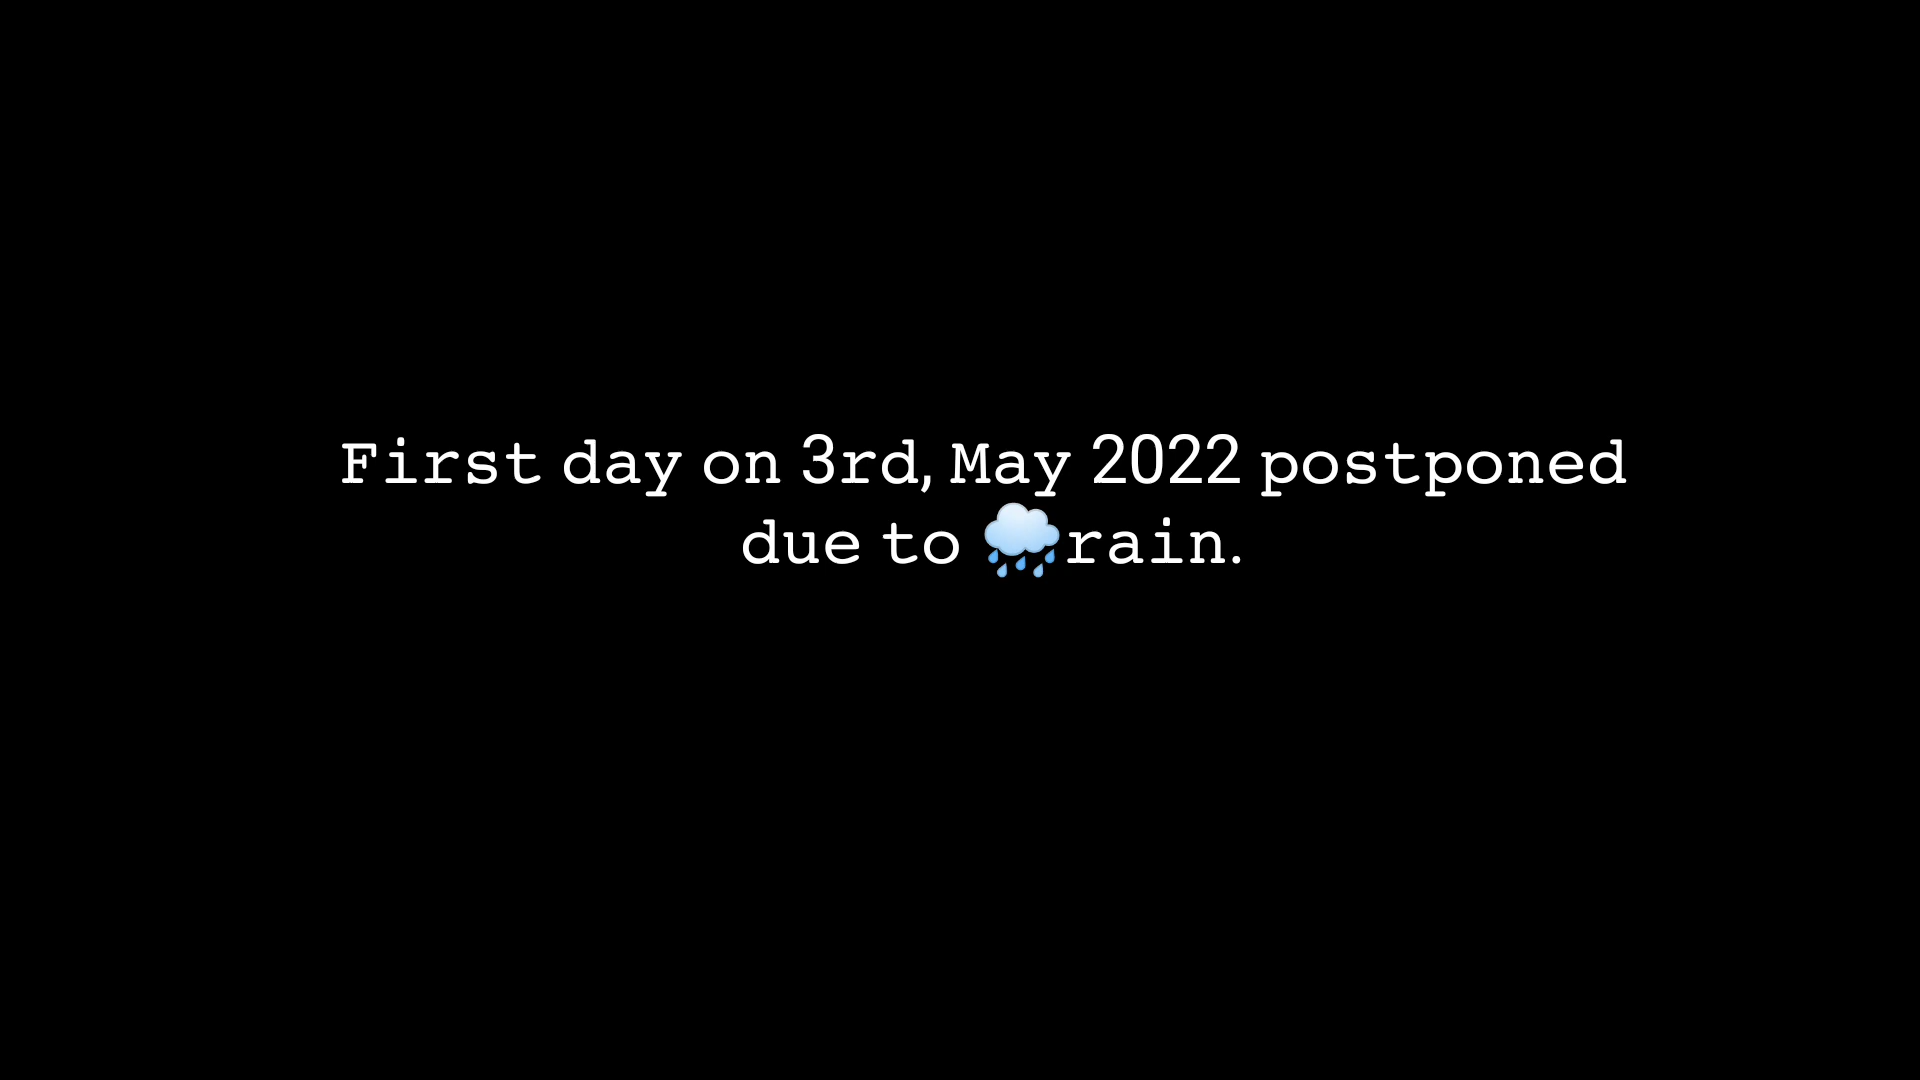 First day on 3rd, May 2022 postponed
due to 🌧️rain.